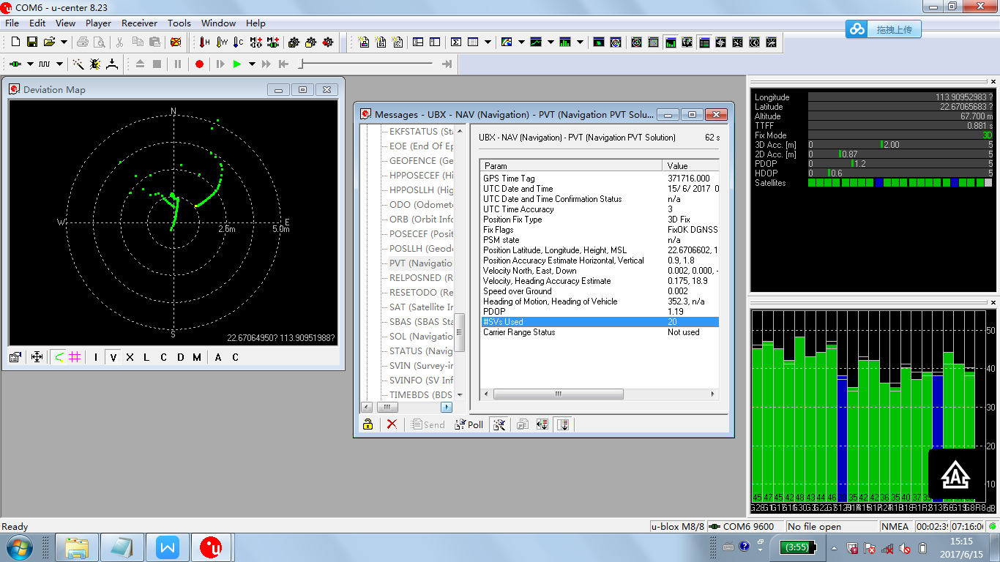 COM6 - u-center 8.23
File Edit View Player Receiver Tools Window Help
拖拽上传
Deviation Map
N
W
E
S
2.5m
5.0m
22.67064950? 113.90951988?
I V X L C D M A C
Messages - UBX - NAV (Navigation) - PVT (Navigation PVT Solu...
EKFSTATUS (Sta
EOE (End Of Ep
GEOFENCE (Ge
HPPOSECEF (Hi
HPPOSLLH (Hig
ODO (Odomete
ORB (Orbit Info
POSECEF (Posit
POSLLH (Geode
PVT (Navigatio
RELPOSNED (R
RESETODO (Re
SAT (Satellite In
SBAS (SBAS Sta
SOL (Navigatio
STATUS (Navig
SVIN (Survey-in
SVINFO (SV Inf
TIMEBDS (BDS
UBX - NAV (Navigation) - PVT (Navigation PVT Solution) 62 s
Param Value
GPS Time Tag 371716.000
UTC Date and Time 15/ 6/ 2017 0
UTC Date and Time Confirmation Status n/a
UTC Time Accuracy 3
Position Fix Type 3D Fix
Fix Flags FixOK DGNSS
PSM state n/a
Position Latitude, Longitude, Height, MSL 22.6706602, 1
Position Accuracy Estimate Horizontal, Vertical 0.9, 1.8
Velocity North, East, Down 0.002, 0.000, -
Velocity, Heading Accuracy Estimate 0.175, 18.9
Speed over Ground 0.002
Heading of Motion, Heading of Vehicle 352.3, n/a
PDOP 1.19
#SVs Used 20
Carrier Range Status Not used
Send Poll
Longitude 113.90952983 ?
Latitude 22.67065683 ?
Altitude 67.700 m
TTFF 0.881 s
Fix Mode 3D
3D Acc. [m] 0 2.00 5
2D Acc. [m] 0 0.87 5
PDOP 0 1.2 5
HDOP 0 0.6 5
Satellites
50
40
30
20
10
dB
A
45 47 45 42 48 43 44 46 35 42 42 36 35 40 37 39
Ready
u-blox M8/8 COM6 9600 No file open NMEA 00:02:3 07:16:0
(3:55)
15:15
2017/6/15